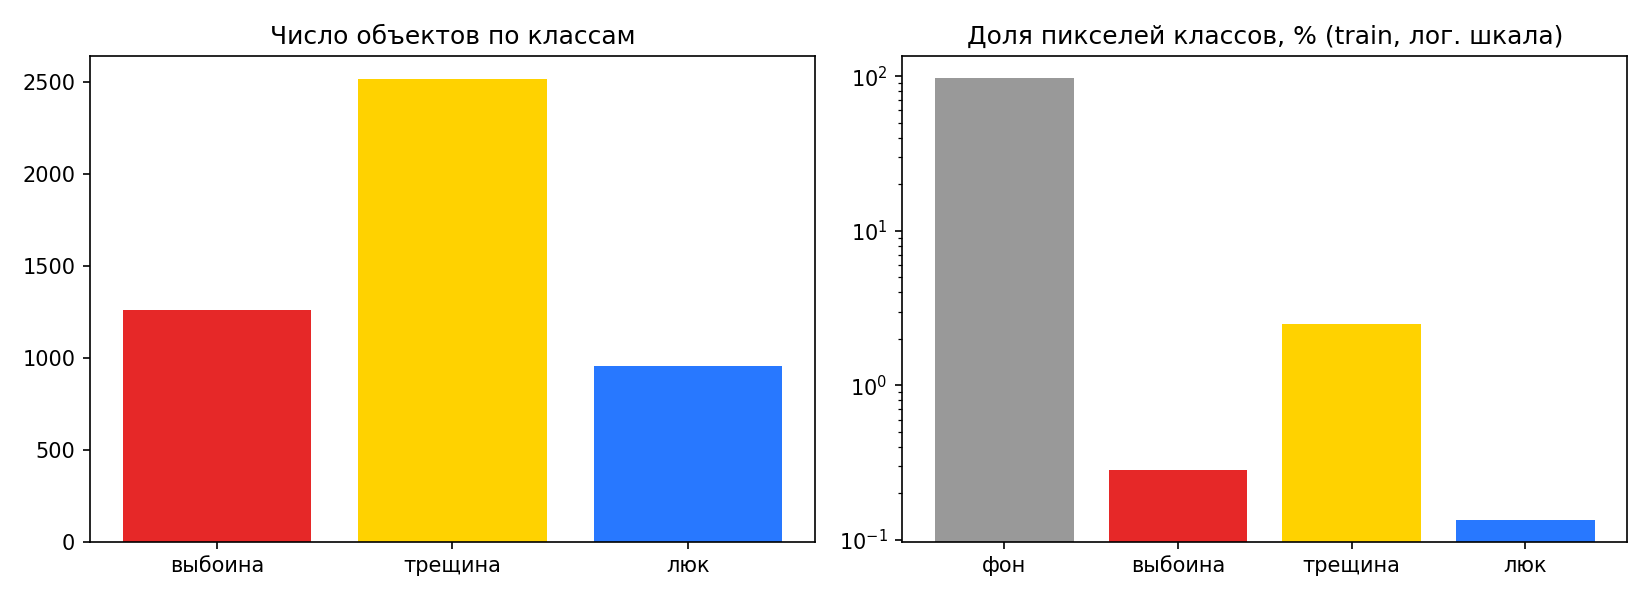 Число объектов по классам
2500
2000
1500
1000
500
0
выбоина трещина люк
Доля пикселей классов, % (train, лог. шкала)
10²
10¹
10⁰
10⁻¹
фон выбоина трещина люк